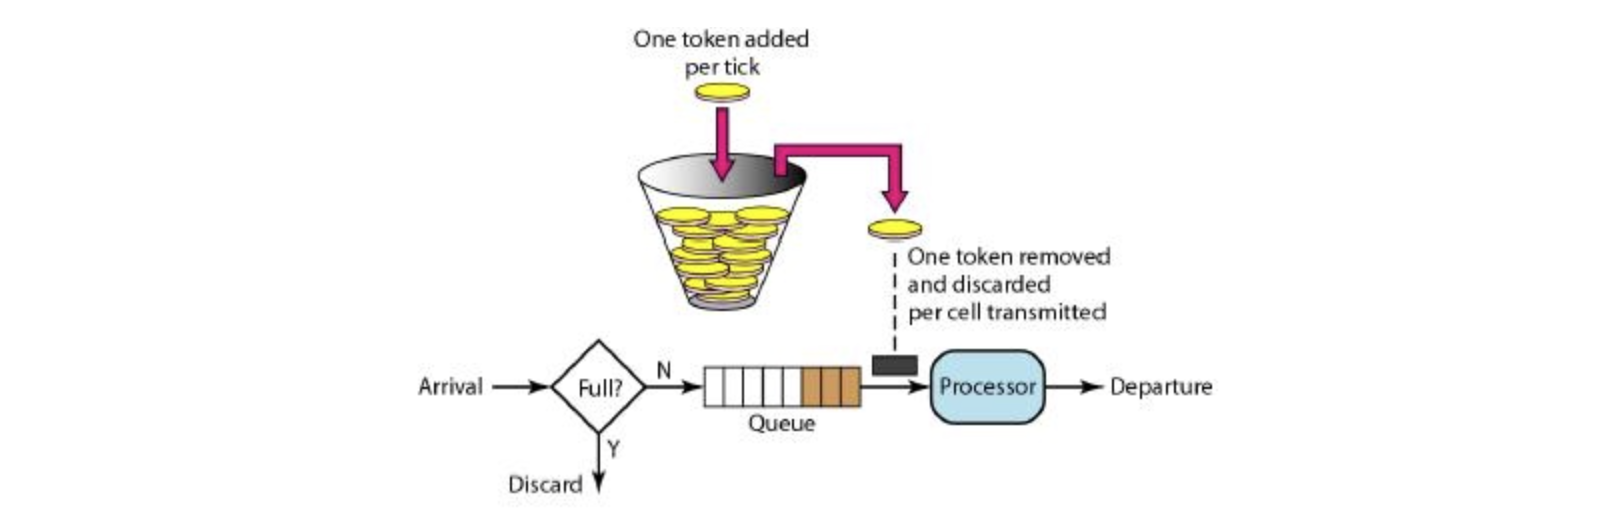 One token added
per tick
One token removed
and discarded
per cell transmitted
Arrival
Full?
N
Queue
Processor
Departure
Y
Discard